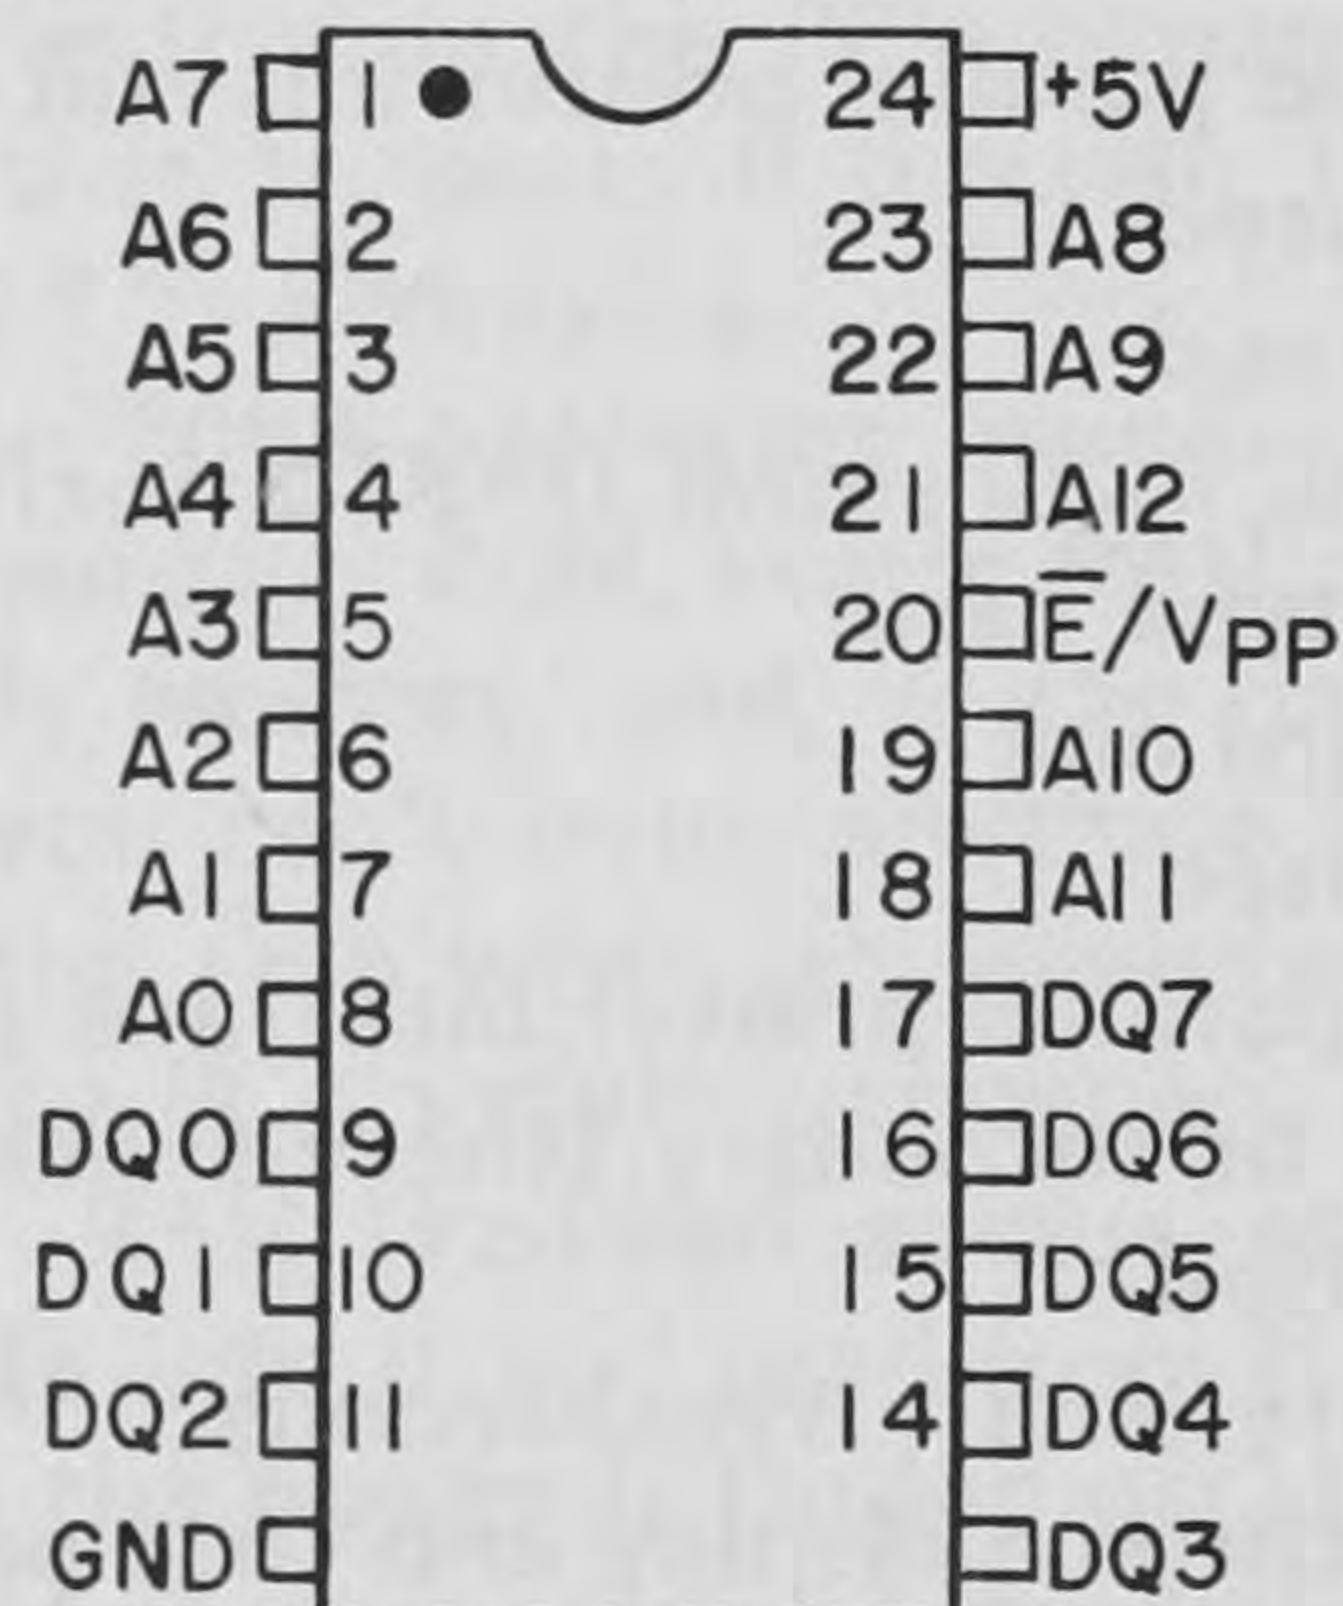 A7 1 24 +5V
A6 2 23 A8
A5 3 22 A9
A4 4 21 A12
A3 5 20 E̅/VPP
A2 6 19 A10
A1 7 18 A11
A0 8 17 DQ7
DQ0 9 16 DQ6
DQ1 10 15 DQ5
DQ2 11 14 DQ4
GND DQ3